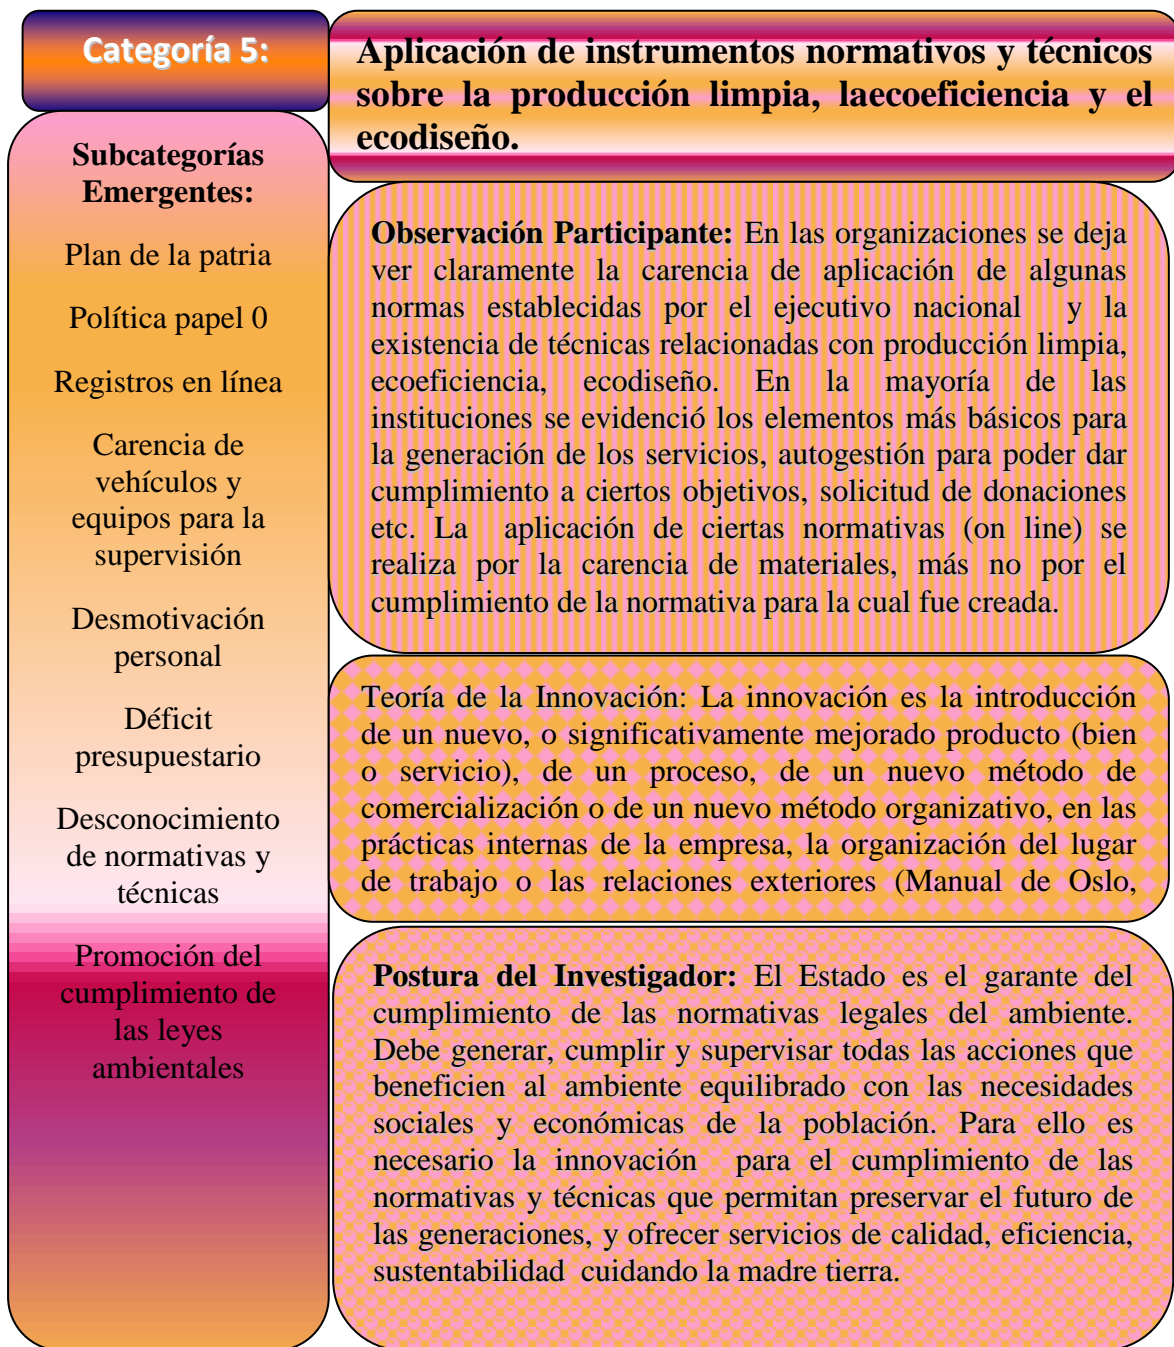 Categoría 5:
Aplicación de instrumentos normativos y técnicos
sobre la producción limpia, laecoeficiencia y el
ecodiseño.
Subcategorías
Emergentes:
Plan de la patria
Política papel 0
Registros en línea
Carencia de
vehículos y
equipos para la
supervisión
Desmotivación
personal
Déficit
presupuestario
Desconocimiento
de normativas y
técnicas
Promoción del
cumplimiento de
las leyes
ambientales
Observación Participante: En las organizaciones se deja
ver claramente la carencia de aplicación de algunas
normas establecidas por el ejecutivo nacional y la
existencia de técnicas relacionadas con producción limpia,
ecoeficiencia, ecodiseño. En la mayoría de las
instituciones se evidenció los elementos más básicos para
la generación de los servicios, autogestión para poder dar
cumplimiento a ciertos objetivos, solicitud de donaciones
etc. La aplicación de ciertas normativas (on line) se
realiza por la carencia de materiales, más no por el
cumplimiento de la normativa para la cual fue creada.
Teoría de la Innovación: La innovación es la introducción
de un nuevo, o significativamente mejorado producto (bien
o servicio), de un proceso, de un nuevo método de
comercialización o de un nuevo método organizativo, en las
prácticas internas de la empresa, la organización del lugar
de trabajo o las relaciones exteriores (Manual de Oslo,
Postura del Investigador: El Estado es el garante del
cumplimiento de las normativas legales del ambiente.
Debe generar, cumplir y supervisar todas las acciones que
beneficien al ambiente equilibrado con las necesidades
sociales y económicas de la población. Para ello es
necesario la innovación para el cumplimiento de las
normativas y técnicas que permitan preservar el futuro de
las generaciones, y ofrecer servicios de calidad, eficiencia,
sustentabilidad cuidando la madre tierra.